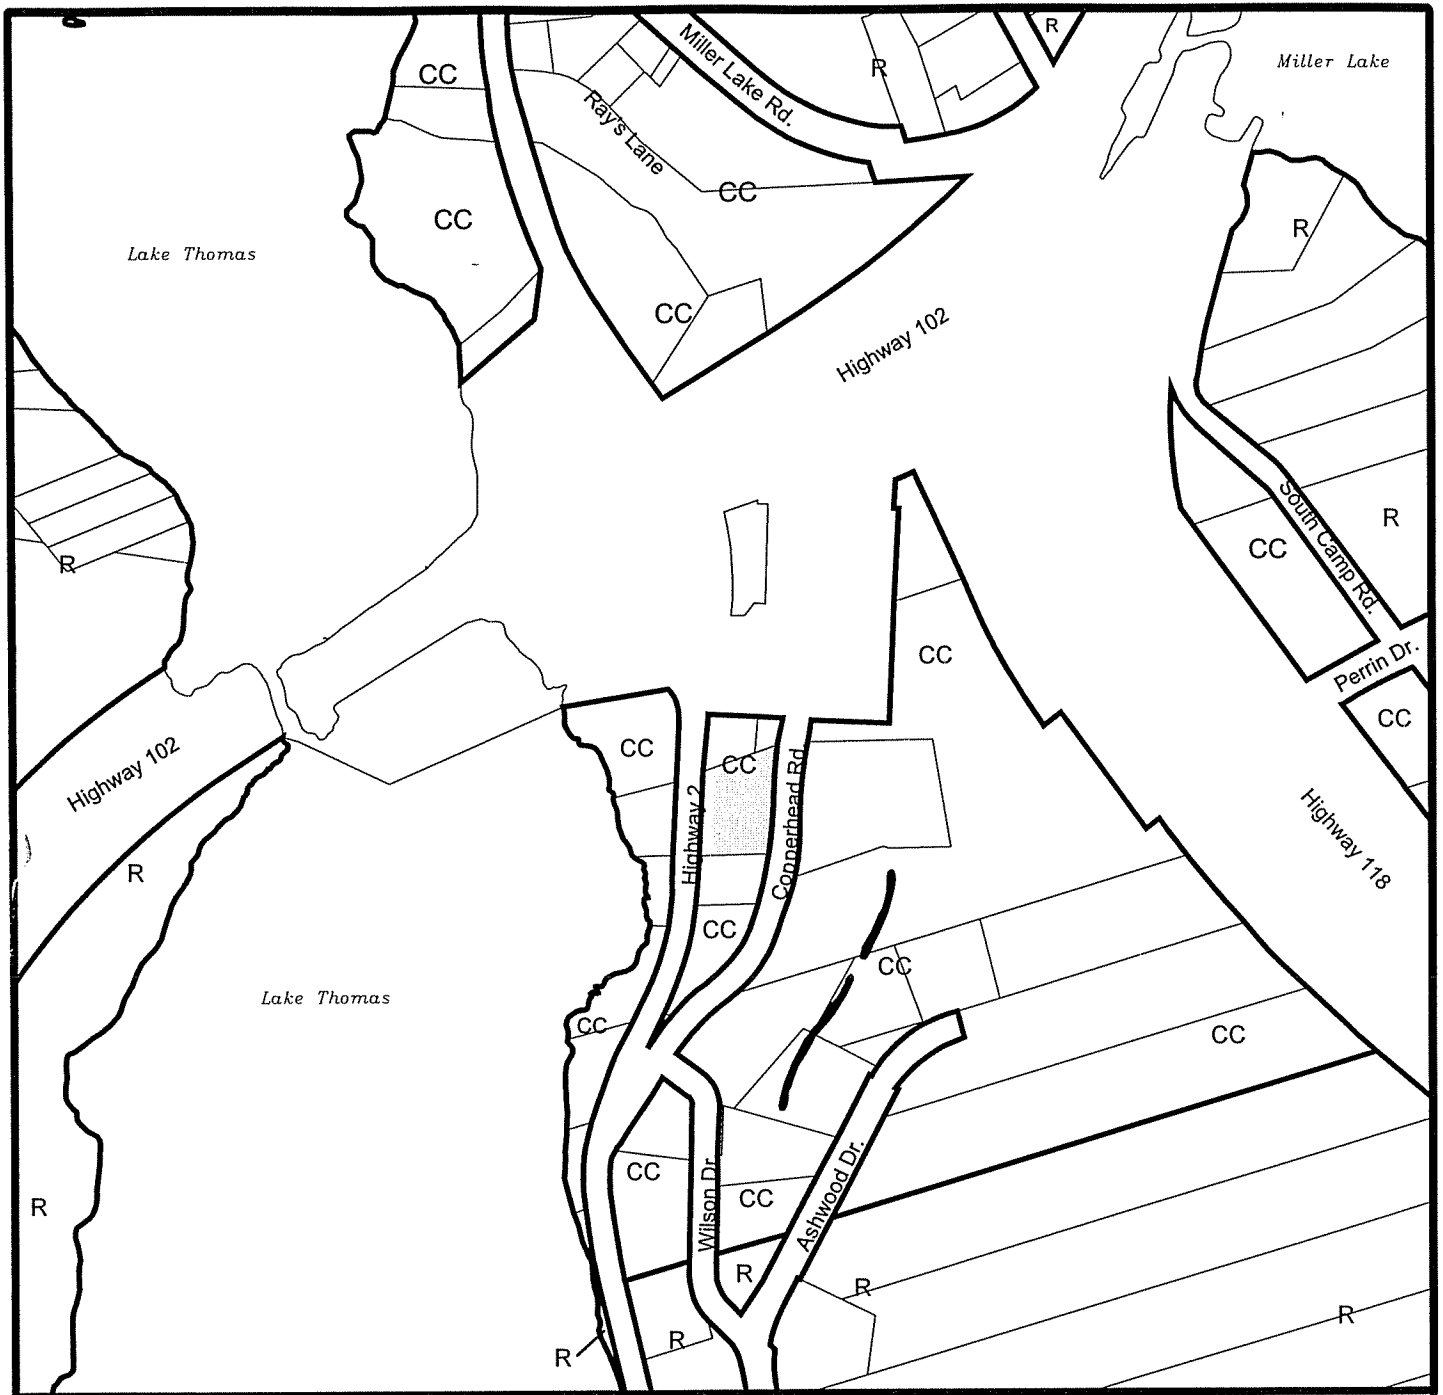 R
Miller Lake Rd.
Miller Lake
CC
R
Ray's Lane
CC
CC
R
Lake Thomas
CC
Highway 102
R
CC
South Camp Rd.
R
CC
Perrin Dr.
CC
CC
CC
Highway 102
Highway 2
Copperhead Rd.
Highway 118
R
CC
CC
Lake Thomas
CC
CC
CC
Wilson Dr.
CC
Ashwood Dr.
R
R
R
R
R
R